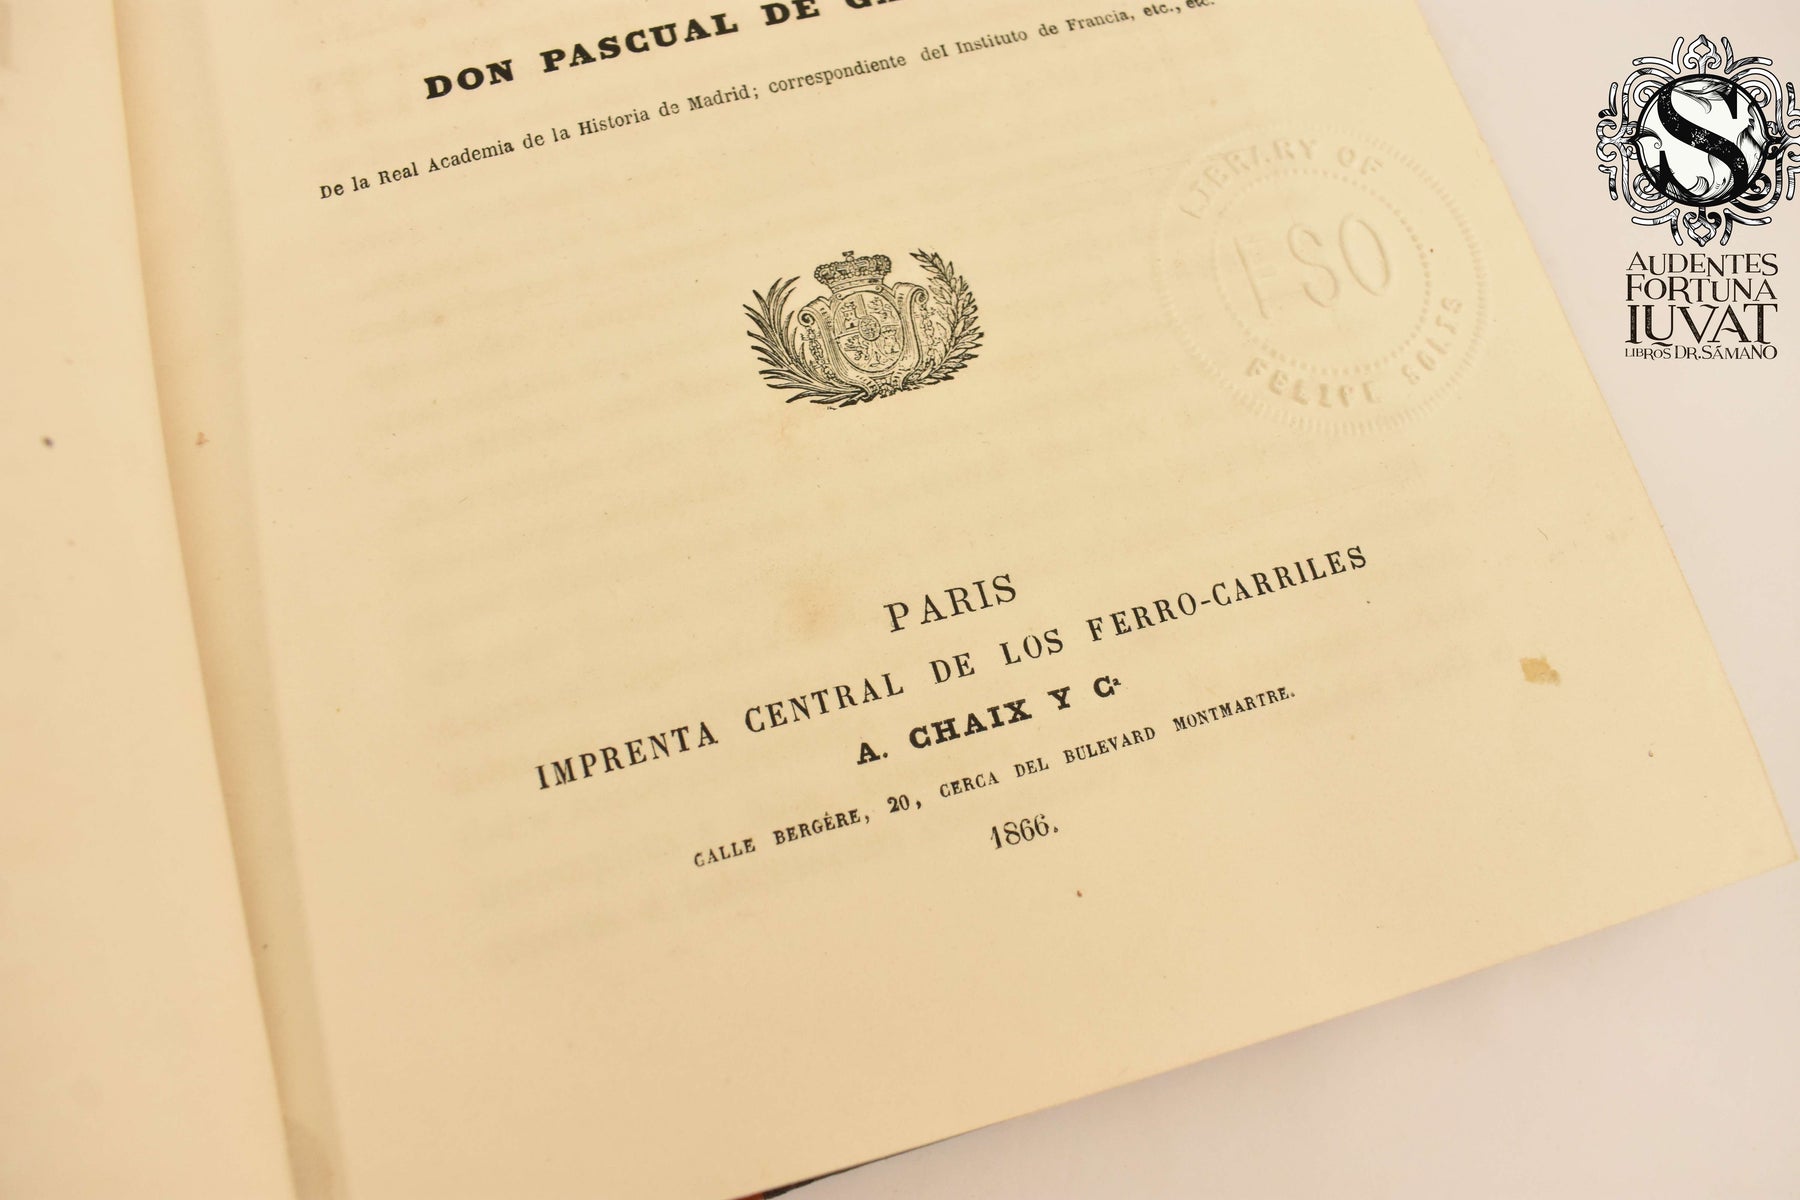 DON PASCUAL DE
De la Real Academia de la Historia de Madrid; correspondiente del Instituto de Francia, etc., etc.
LIBRARY OF
FSO
FELIPE SOLIS
PARIS
IMPRENTA CENTRAL DE LOS FERRO-CARRILES
A. CHAIX Y Cª
CALLE BERGÈRE, 20, CERCA DEL BULEVARD MONTMARTRE.
1866.
S
AUDENTES
FORTUNA
IUVAT
LIBROS DR. SÁMANO